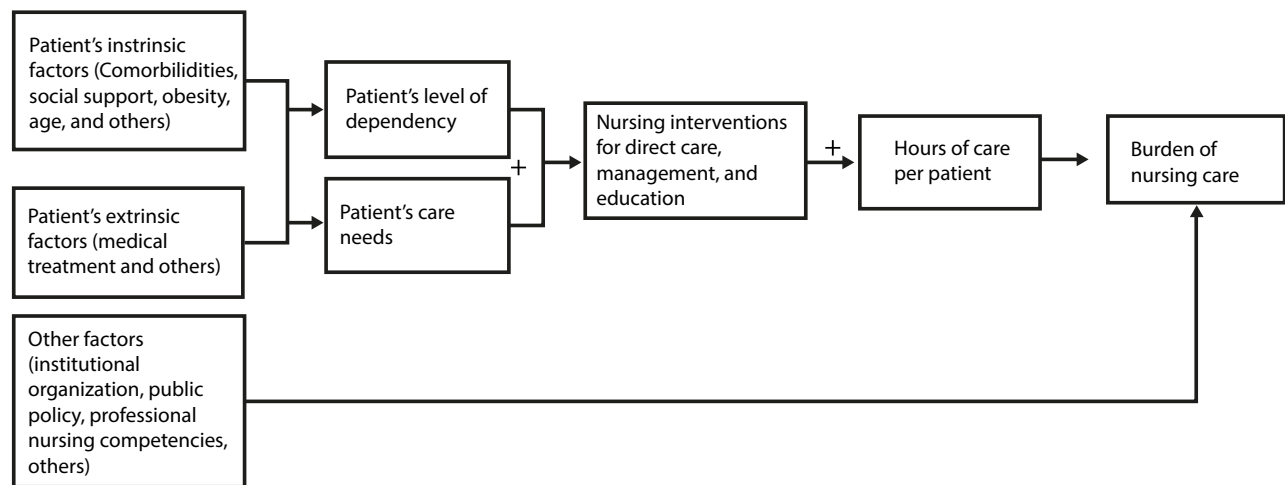 Patient's instrinsic
factors (Comorbilidities,
social support, obesity,
age, and others)
Patient's extrinsic
factors (medical
treatment and others)
Other factors
(institutional
organization, public
policy, professional
nursing competencies,
others)
Patient's level of
dependency
+
Patient's care
needs
Nursing interventions
for direct care,
management, and
education
+
Hours of care
per patient
Burden of
nursing care